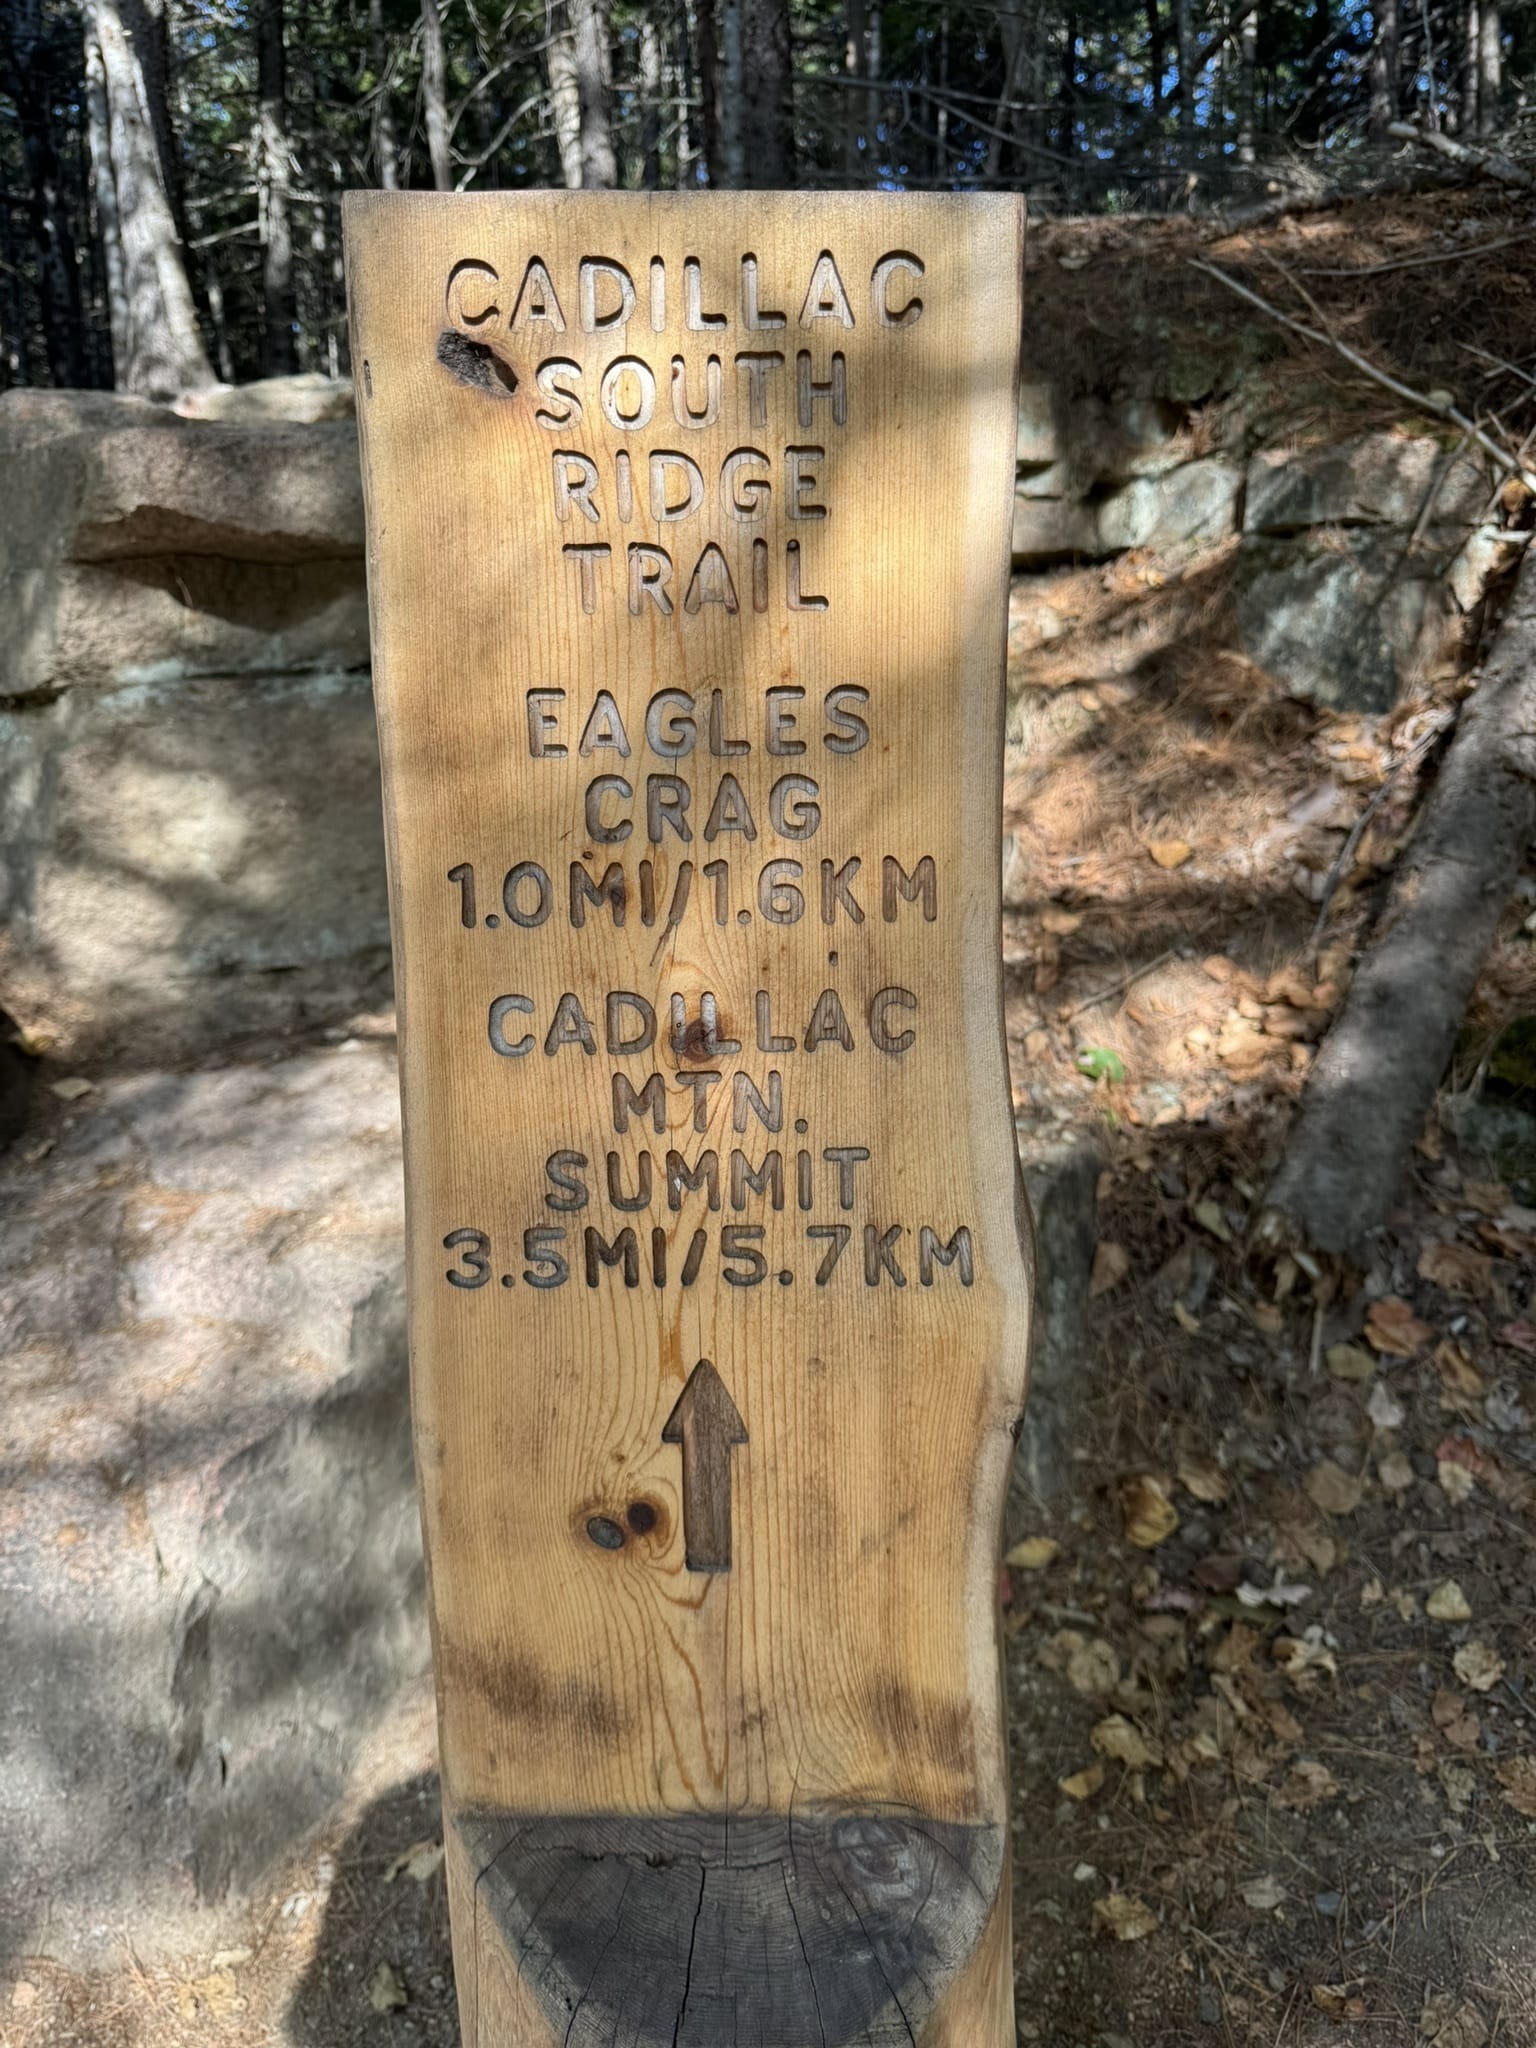 CADILLAC
SOUTH
RIDGE
TRAIL
EAGLES
CRAG
1.0MI/1.6KM
CADILLAC
MTN.
SUMMIT
3.5MI/5.7KM